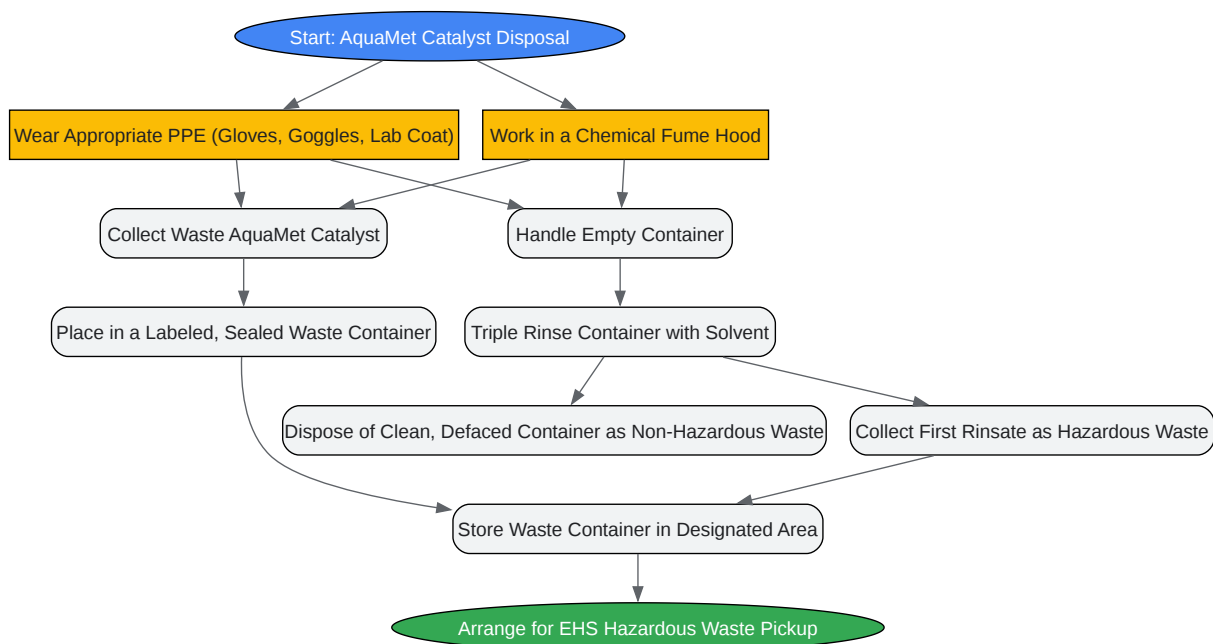 Start: AquaMet Catalyst Disposal
Wear Appropriate PPE (Gloves, Goggles, Lab Coat)
Work in a Chemical Fume Hood
Collect Waste AquaMet Catalyst
Handle Empty Container
Place in a Labeled, Sealed Waste Container
Triple Rinse Container with Solvent
Dispose of Clean, Defaced Container as Non-Hazardous Waste
Collect First Rinsate as Hazardous Waste
Store Waste Container in Designated Area
Arrange for EHS Hazardous Waste Pickup